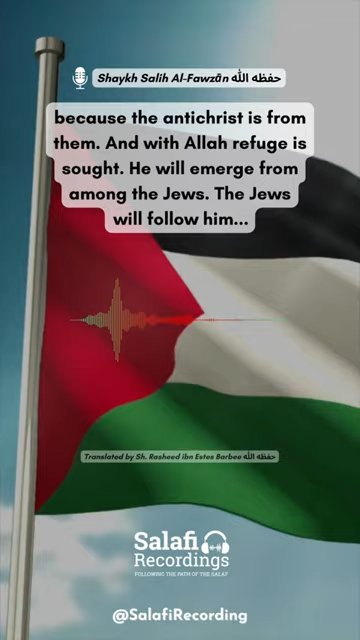 Shaykh Salih Al-Fawzān حفظه الله
because the antichrist is from
them. And with Allah refuge is
sought. He will emerge from
among the Jews. The Jews
will follow him...
Translated by Sh. Rasheed ibn Estes Barbee حفظه الله
Salafi
Recordings
FOLLOWING THE PATH OF THE SALAF
@SalafiRecording